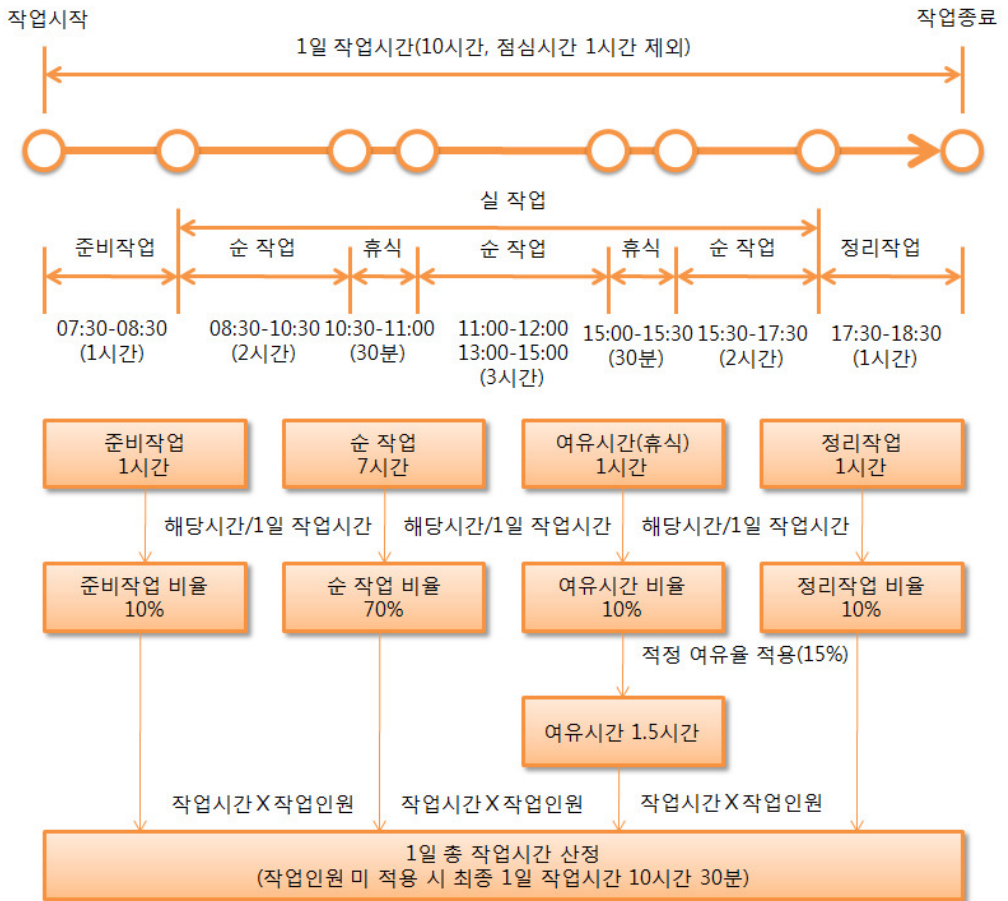 작업시작
작업종료
1일 작업시간(10시간, 점심시간 1시간 제외)
실 작업
준비작업
순 작업
휴식
순 작업
휴식
순 작업
정리작업
07:30-08:30
(1시간)
08:30-10:30
(2시간)
10:30-11:00
(30분)
11:00-12:00
13:00-15:00
(3시간)
15:00-15:30
(30분)
15:30-17:30
(2시간)
17:30-18:30
(1시간)
준비작업
1시간
순 작업
7시간
여유시간(휴식)
1시간
정리작업
1시간
해당시간/1일 작업시간
해당시간/1일 작업시간
해당시간/1일 작업시간
준비작업 비율
10%
순 작업 비율
70%
여유시간 비율
10%
정리작업 비율
10%
적정 여유율 적용(15%)
여유시간 1.5시간
작업시간X작업인원
작업시간X작업인원
작업시간X작업인원
1일 총 작업시간 산정
(작업인원 미 적용 시 최종 1일 작업시간 10시간 30분)